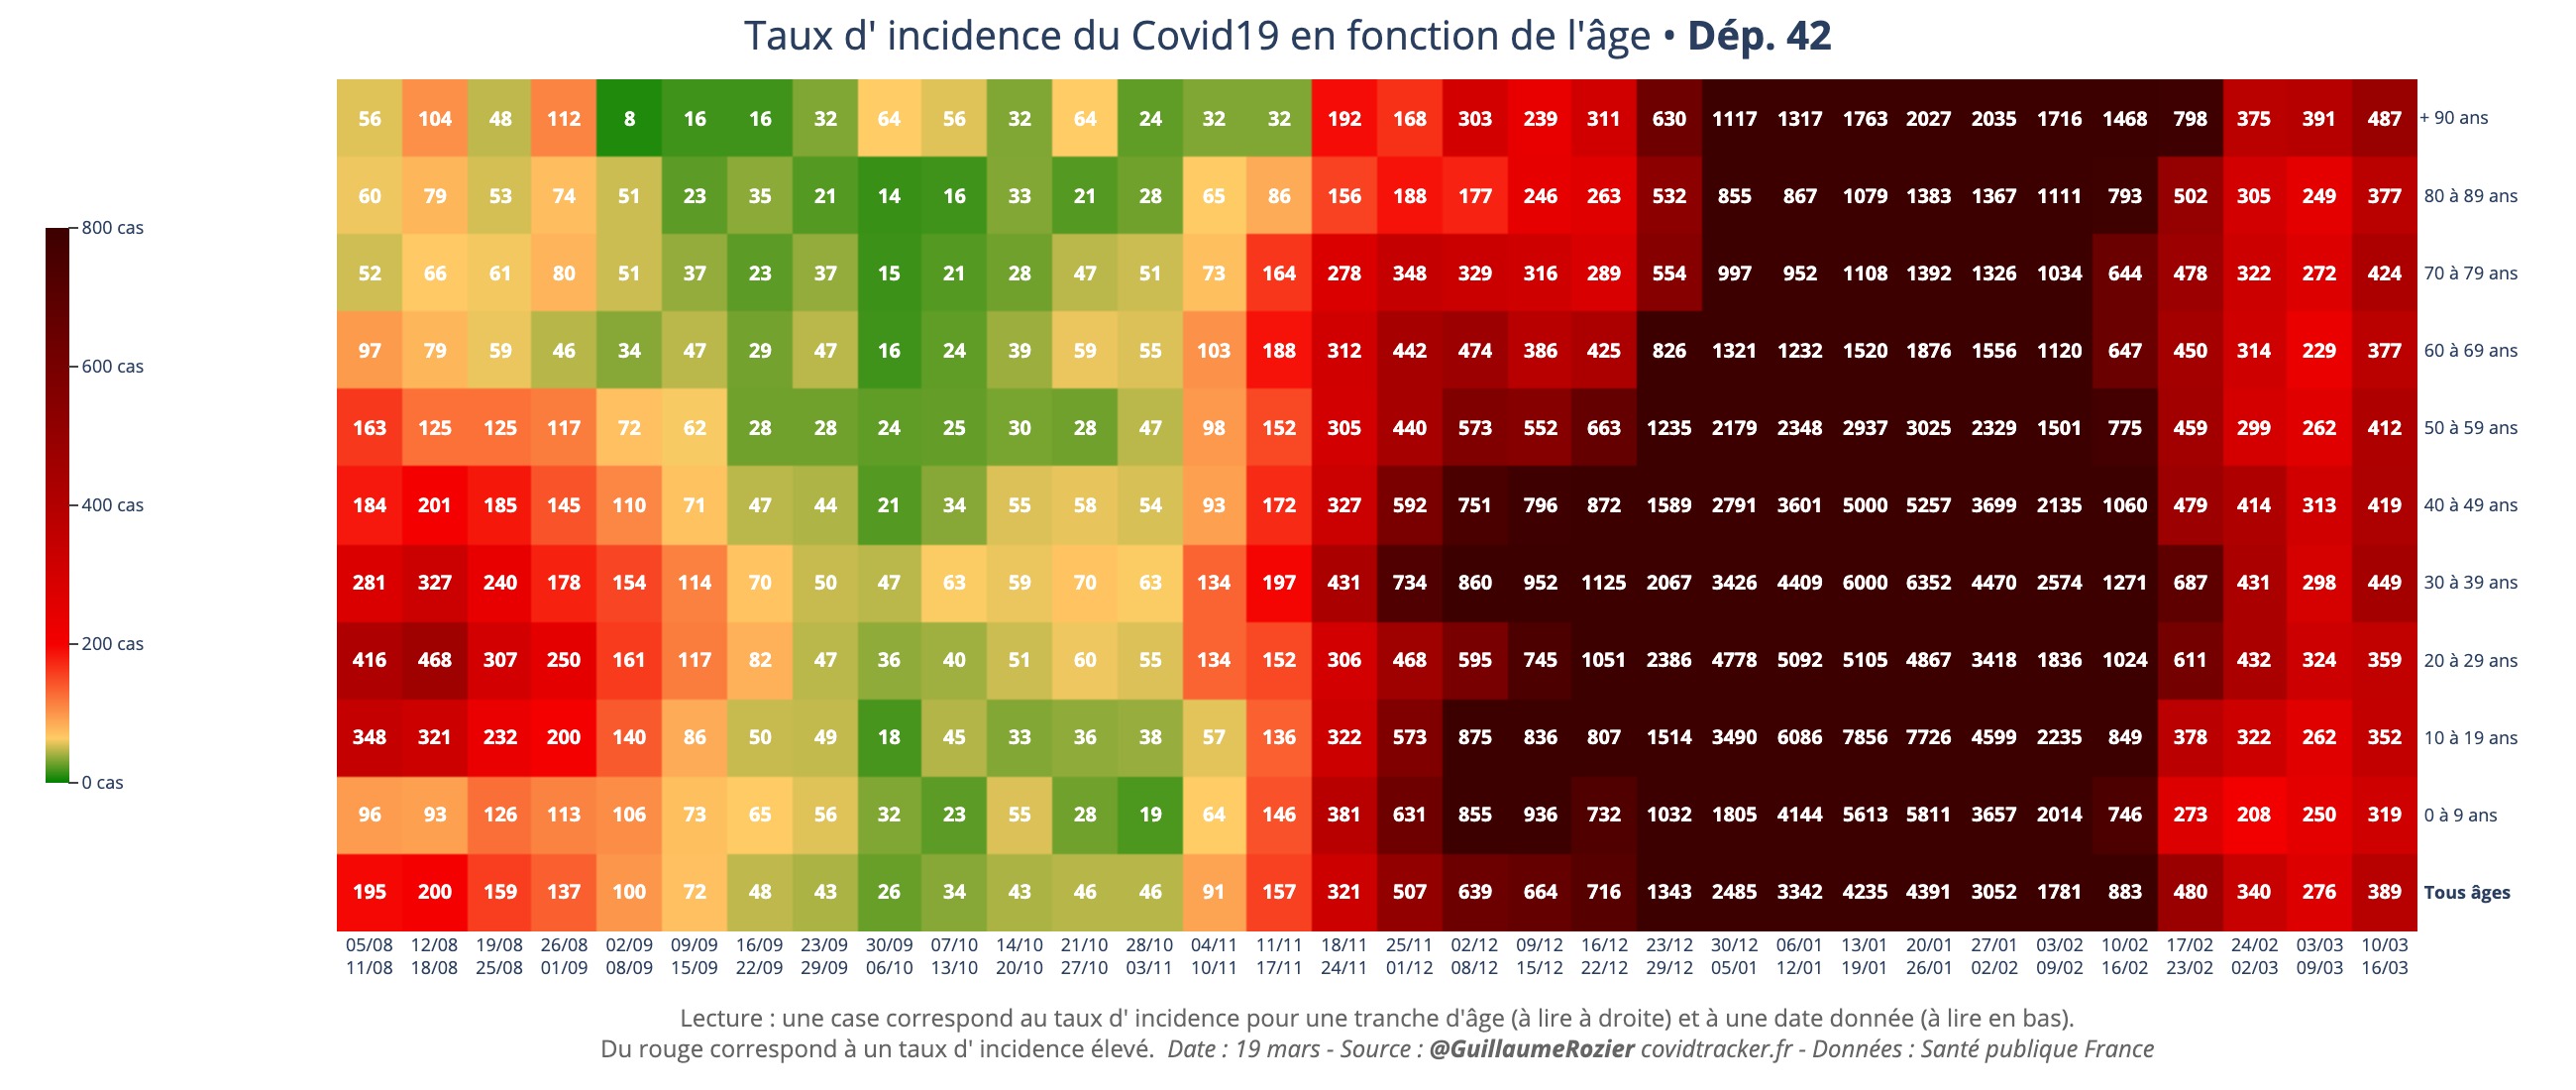 Taux d' incidence du Covid19 en fonction de l'âge • Dép. 42
56 104 48 112 8 16 16 32 64 56 32 64 24 32 32 192 168 303 239 311 630 1117 1317 1763 2027 2035 1716 1468 798 375 391 487 + 90 ans
60 79 53 74 51 23 35 21 14 16 33 21 28 65 86 156 188 177 246 263 532 855 867 1079 1383 1367 1111 793 502 305 249 377 80 à 89 ans
800 cas
52 66 61 80 51 37 23 37 15 21 28 47 51 73 164 278 348 329 316 289 554 997 952 1108 1392 1326 1034 644 478 322 272 424 70 à 79 ans
97 79 59 46 34 47 29 47 16 24 39 59 55 103 188 312 442 474 386 425 826 1321 1232 1520 1876 1556 1120 647 450 314 229 377 60 à 69 ans
600 cas
163 125 125 117 72 62 28 28 24 25 30 28 47 98 152 305 440 573 552 663 1235 2179 2348 2937 3025 2329 1501 775 459 299 262 412 50 à 59 ans
400 cas
184 201 185 145 110 71 47 44 21 34 55 58 54 93 172 327 592 751 796 872 1589 2791 3601 5000 5257 3699 2135 1060 479 414 313 419 40 à 49 ans
281 327 240 178 154 114 70 50 47 63 59 70 63 134 197 431 734 860 952 1125 2067 3426 4409 6000 6352 4470 2574 1271 687 431 298 449 30 à 39 ans
200 cas
416 468 307 250 161 117 82 47 36 40 51 60 55 134 152 306 468 595 745 1051 2386 4778 5092 5105 4867 3418 1836 1024 611 432 324 359 20 à 29 ans
348 321 232 200 140 86 50 49 18 45 33 36 38 57 136 322 573 875 836 807 1514 3490 6086 7856 7726 4599 2235 849 378 322 262 352 10 à 19 ans
0 cas
96 93 126 113 106 73 65 56 32 23 55 28 19 64 146 381 631 855 936 732 1032 1805 4144 5613 5811 3657 2014 746 273 208 250 319 0 à 9 ans
195 200 159 137 100 72 48 43 26 34 43 46 46 91 157 321 507 639 664 716 1343 2485 3342 4235 4391 3052 1781 883 480 340 276 389 Tous âges
05/08 12/08 19/08 26/08 02/09 09/09 16/09 23/09 30/09 07/10 14/10 21/10 28/10 04/11 11/11 18/11 25/11 02/12 09/12 16/12 23/12 30/12 06/01 13/01 20/01 27/01 03/02 10/02 17/02 24/02 03/03 10/03
11/08 18/08 25/08 01/09 08/09 15/09 22/09 29/09 06/10 13/10 20/10 27/10 03/11 10/11 17/11 24/11 01/12 08/12 15/12 22/12 29/12 05/01 12/01 19/01 26/01 02/02 09/02 16/02 23/02 02/03 09/03 16/03
Lecture : une case correspond au taux d' incidence pour une tranche d'âge (à lire à droite) et à une date donnée (à lire en bas).
Du rouge correspond à un taux d' incidence élevé. Date : 19 mars - Source : @GuillaumeRozier covidtracker.fr - Données : Santé publique France